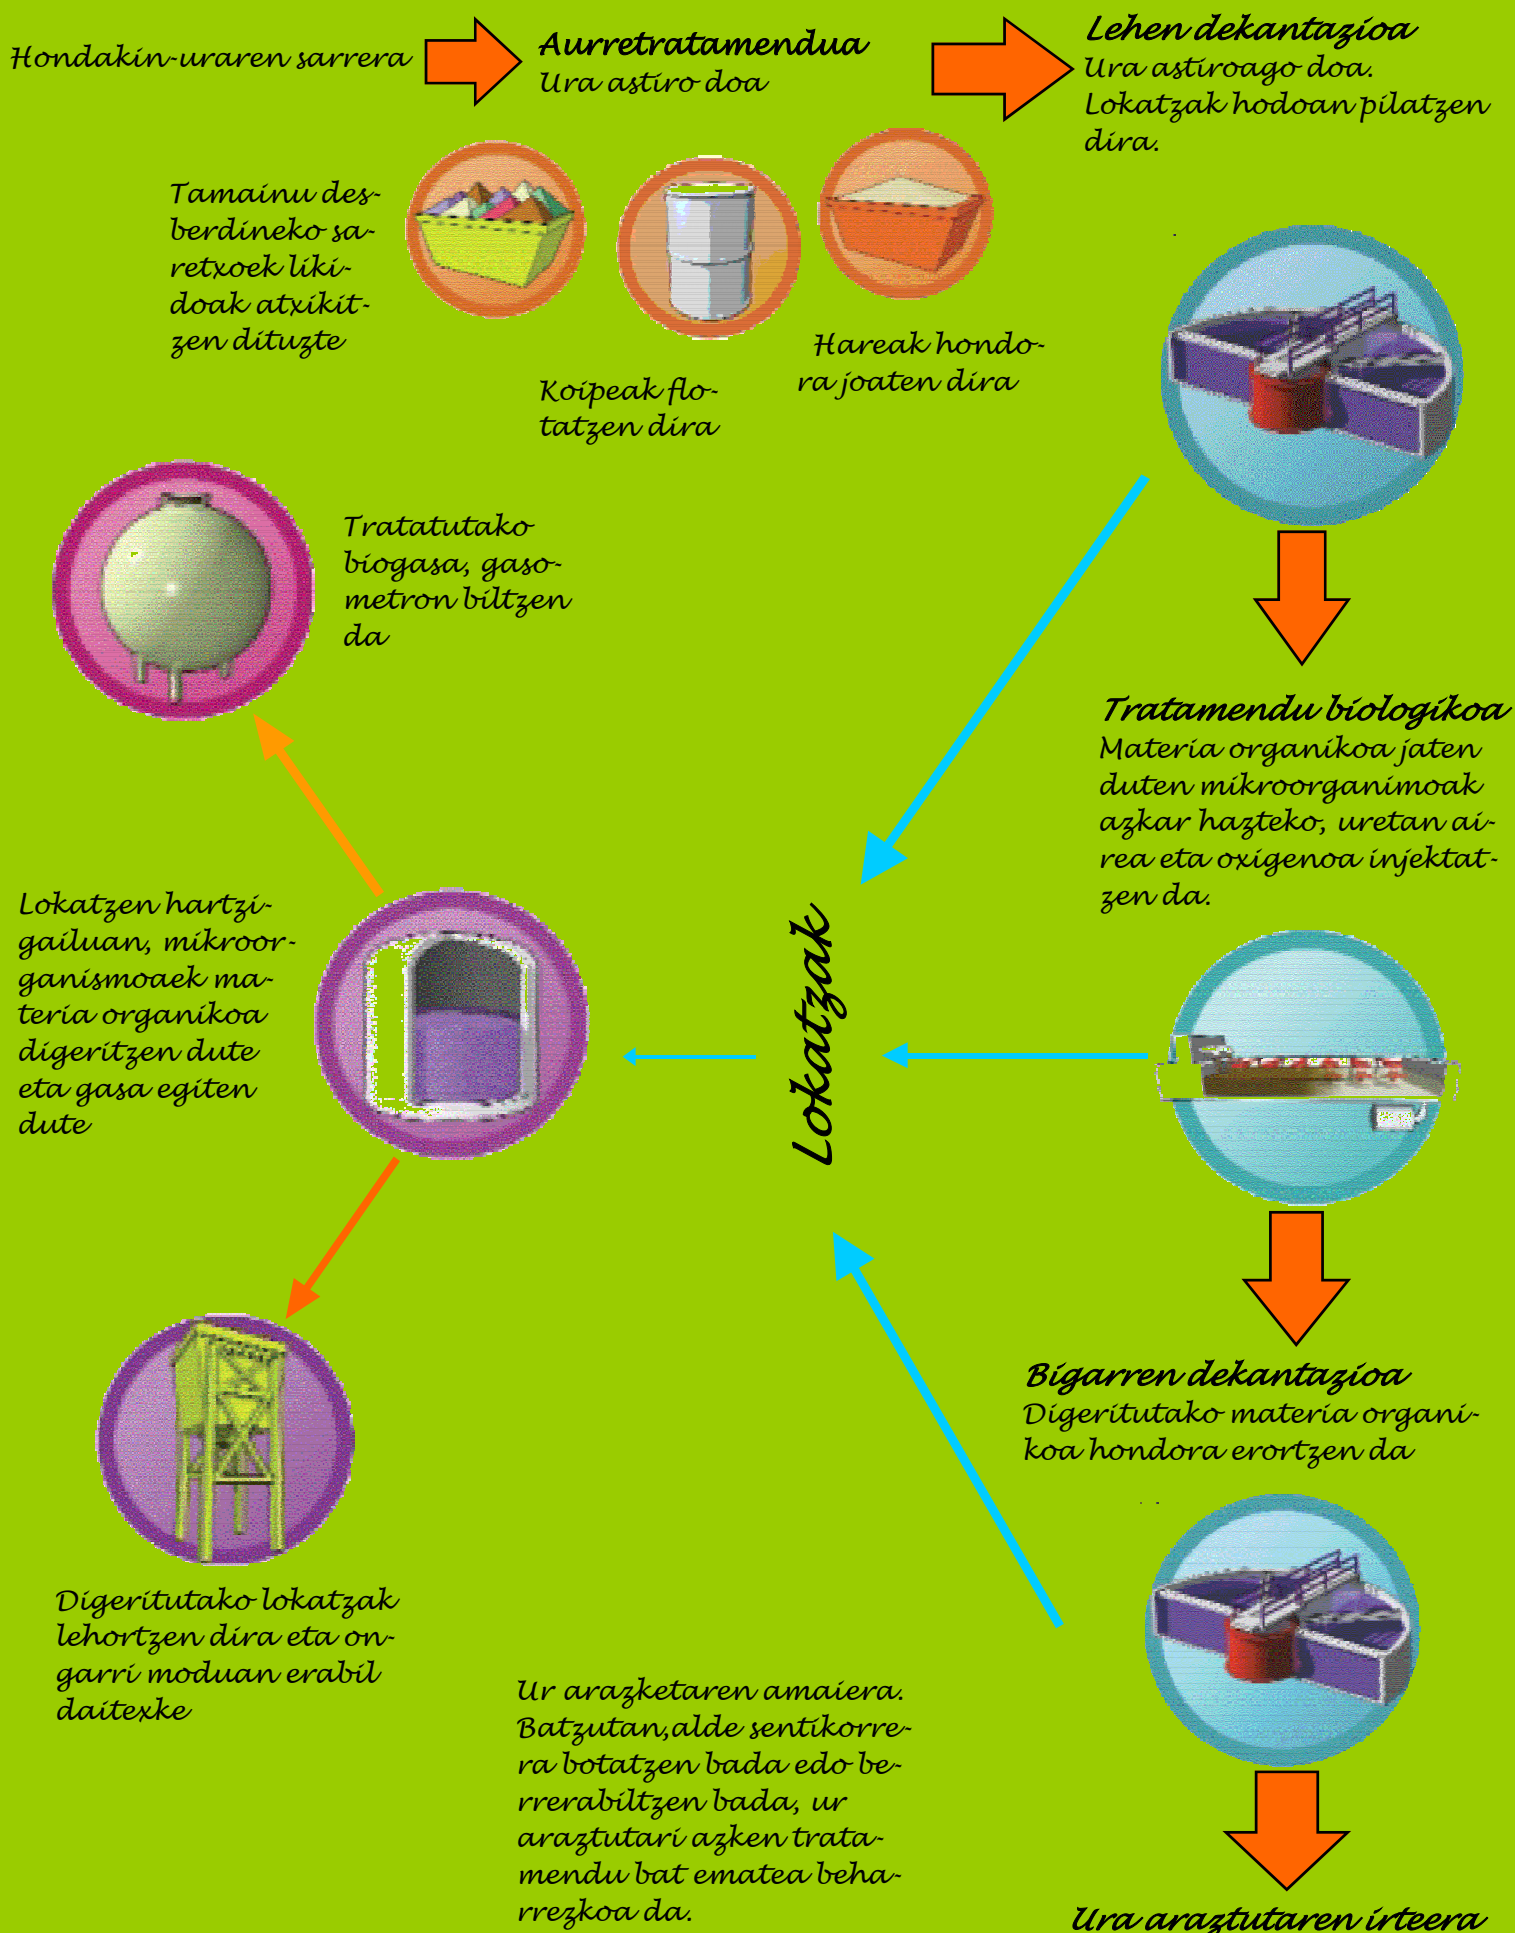 Hondakin-uraren sarrera
Aurretratamendua
Ura astiro doa
Lehen dekantazioa
Ura astiroago doa.
Lokatzak hodoan pilatzen
dira.
Tamainu des-
berdineko sa-
retxoek liki-
doak atxikit-
zen dituzte
Koipeak flo-
tatzen dira
Hareak hondo-
ra joaten dira
Tratatutako
biogasa, gaso-
metron biltzen
da
Tratamendu biologikoa
Materia organikoa jaten
duten mikroorganimoak
azkar hazteko, uretan ai-
rea eta oxigenoa injektat-
zen da.
Lokatzen hartzi-
gailuan, mikroor-
ganismoaek ma-
teria organikoa
digeritzen dute
eta gasa egiten
dute
Lokatzak
Bigarren dekantazioa
Digeritutako materia organi-
koa hondora erortzen da
Digeritutako lokatzak
lehortzen dira eta on-
garri moduan erabil
daitexke
Ur arazketaren amaiera.
Batzutan,alde sentikorre-
ra botatzen bada edo be-
rrerabiltzen bada, ur
araztutari azken trata-
mendu bat ematea beha-
rrezkoa da.
Ura araztutaren irteera